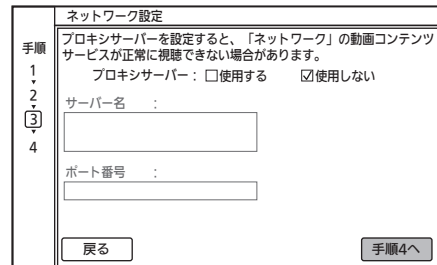 ネットワーク設定
手順
1
2
3
4
プロキシサーバーを設定すると、「ネットワーク」の動画コンテンツ
サービスが正常に視聴できない場合があります。
プロキシサーバー：□使用する ☑使用しない
サーバー名 ：
ポート番号 ：
戻る
手順4へ